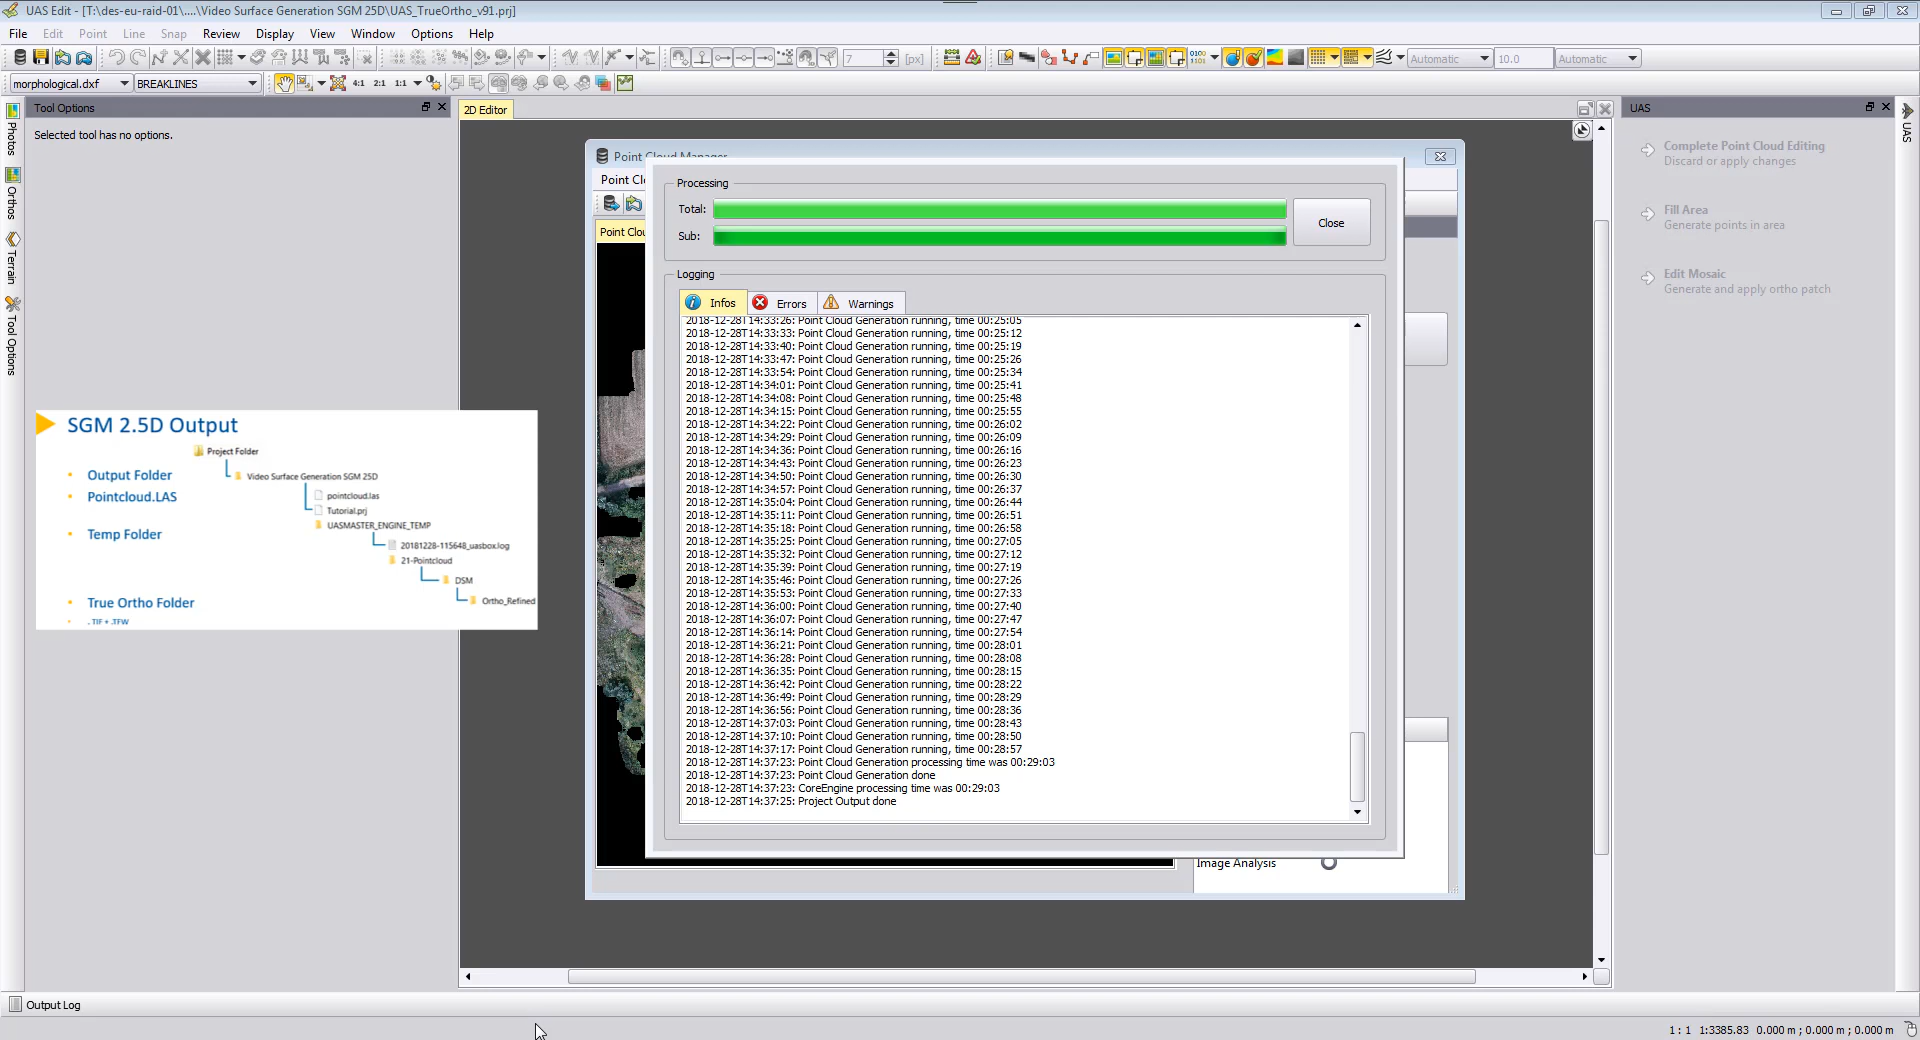 UAS Edit - [T:\des-eu-raid-01\....\Video Surface Generation SGM 25D\UAS_TrueOrtho_v91.prj]
File Edit Point Line Snap Review Display View Window Options Help
7 [px] Automatic 10.0 Automatic
morphological.dxf BREAKLINES 4:1 2:1 1:1
Tool Options
Selected tool has no options.
Photos
Orthos
Terrain
Tool Options
2D Editor
Point Cloud Manager
Point Cl
Point Clou
Processing
Total:
Sub:
Close
Logging
Infos Errors Warnings
2018-12-28T14:33:26: Point Cloud Generation running, time 00:25:05
2018-12-28T14:33:33: Point Cloud Generation running, time 00:25:12
2018-12-28T14:33:40: Point Cloud Generation running, time 00:25:19
2018-12-28T14:33:47: Point Cloud Generation running, time 00:25:26
2018-12-28T14:33:54: Point Cloud Generation running, time 00:25:34
2018-12-28T14:34:01: Point Cloud Generation running, time 00:25:41
2018-12-28T14:34:08: Point Cloud Generation running, time 00:25:48
2018-12-28T14:34:15: Point Cloud Generation running, time 00:25:55
2018-12-28T14:34:22: Point Cloud Generation running, time 00:26:02
2018-12-28T14:34:29: Point Cloud Generation running, time 00:26:09
2018-12-28T14:34:36: Point Cloud Generation running, time 00:26:16
2018-12-28T14:34:43: Point Cloud Generation running, time 00:26:23
2018-12-28T14:34:50: Point Cloud Generation running, time 00:26:30
2018-12-28T14:34:57: Point Cloud Generation running, time 00:26:37
2018-12-28T14:35:04: Point Cloud Generation running, time 00:26:44
2018-12-28T14:35:11: Point Cloud Generation running, time 00:26:51
2018-12-28T14:35:18: Point Cloud Generation running, time 00:26:58
2018-12-28T14:35:25: Point Cloud Generation running, time 00:27:05
2018-12-28T14:35:32: Point Cloud Generation running, time 00:27:12
2018-12-28T14:35:39: Point Cloud Generation running, time 00:27:19
2018-12-28T14:35:46: Point Cloud Generation running, time 00:27:26
2018-12-28T14:35:53: Point Cloud Generation running, time 00:27:33
2018-12-28T14:36:00: Point Cloud Generation running, time 00:27:40
2018-12-28T14:36:07: Point Cloud Generation running, time 00:27:47
2018-12-28T14:36:14: Point Cloud Generation running, time 00:27:54
2018-12-28T14:36:21: Point Cloud Generation running, time 00:28:01
2018-12-28T14:36:28: Point Cloud Generation running, time 00:28:08
2018-12-28T14:36:35: Point Cloud Generation running, time 00:28:15
2018-12-28T14:36:42: Point Cloud Generation running, time 00:28:22
2018-12-28T14:36:49: Point Cloud Generation running, time 00:28:29
2018-12-28T14:36:56: Point Cloud Generation running, time 00:28:36
2018-12-28T14:37:03: Point Cloud Generation running, time 00:28:43
2018-12-28T14:37:10: Point Cloud Generation running, time 00:28:50
2018-12-28T14:37:17: Point Cloud Generation running, time 00:28:57
2018-12-28T14:37:23: Point Cloud Generation processing time was 00:29:03
2018-12-28T14:37:23: Point Cloud Generation done
2018-12-28T14:37:23: CoreEngine processing time was 00:29:03
2018-12-28T14:37:25: Project Output done
Image Analysis
SGM 2.5D Output
Project Folder
Output Folder
Video Surface Generation SGM 25D
Pointcloud.LAS
pointcloud.las
Tutorial.prj
UASMASTER_ENGINE_TEMP
Temp Folder
20181228-115648_uasbox.log
21-Pointcloud
DSM
True Ortho Folder
Ortho_Refined
. TIF + .TFW
UAS
Complete Point Cloud Editing
Discard or apply changes
Fill Area
Generate points in area
Edit Mosaic
Generate and apply ortho patch
UAS
Output Log
1 : 1 1:3385.83 0.000 m ; 0.000 m ; 0.000 m